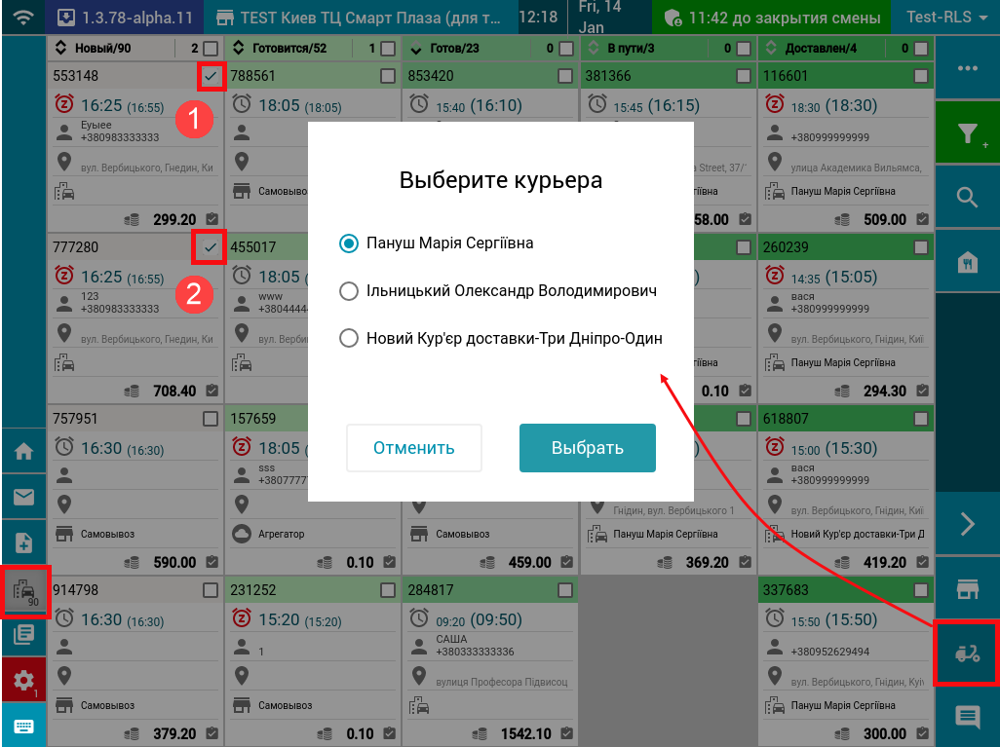 1.3.78-alpha.11
TEST Киев ТЦ Смарт Плаза (для т...
12:18
Fri, 14
Jan
11:42 до закрытия смены
Test-RLS
Новый/90 2
Готовится/52 1
Готов/23 0
В пути/3 0
Доставлен/4 0
553148
16:25 (16:55)
Еуыее
+380983333333
вул. Вербицького, Гнедин, Ки
299.20
1
777280
16:25 (16:55)
123
+380983333333
вул. Вербицького, Гнедин, Ки
708.40
2
757951
16:30 (16:30)
Самовывоз
590.00
914798
16:30 (16:30)
Самовывоз
379.20
788561
18:05 (18:05)
Самовывоз
455017
18:05
www
+3804444
вул. Верби
157659
18:05
sss
+3807777
Агрегатор
0.10
231252
15:20 (15:20)
1
Самовывоз
0.10
853420
15:40 (16:10)
Самовывоз
459.00
284817
09:20 (09:50)
САША
+380333333336
вулиця Професора Підвисоц
1542.10
381366
15:45 (16:15)
a Street, 37/
їївна
58.00
їївна
0.10
Гнідин, вул. Вербицького 1
Пануш Марія Сергіївна
369.20
116601
18:30 (18:30)
+380999999999
улица Академика Вильямса,
Пануш Марія Сергіївна
509.00
260239
14:35 (15:05)
вася
+380999999999
вул. Вербицького, Гнідин, Киї
Пануш Марія Сергіївна
294.30
618807
15:00 (15:30)
вася
+380999999999
вул. Вербицького, Гнідин, Киї
Новий Кур'єр доставки-Три Д
419.20
337683
15:50 (15:50)
+380952629494
вул. Вербицького, Гнідин, Kyiv
Пануш Марія Сергіївна
300.00
Выберите курьера
Пануш Марія Сергіївна
Ільницький Олександр Володимирович
Новий Кур'єр доставки-Три Дніпро-Один
Отменить
Выбрать
90
1